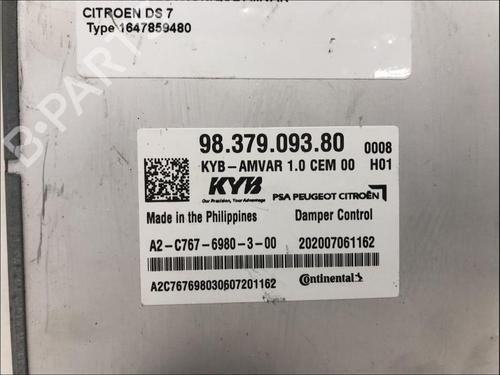 CITROEN DS 7
Type 1647859480
B-PARTS
98.379.093.80 0008
KYB-AMVAR 1.0 CEM 00 H01
KYB
Our Precision, Your Advantage
PSA PEUGEOT CITROËN
Made in the Philippines Damper Control
A2-C767-6980-3-00 202007061162
A2C767698030607201162 Continental